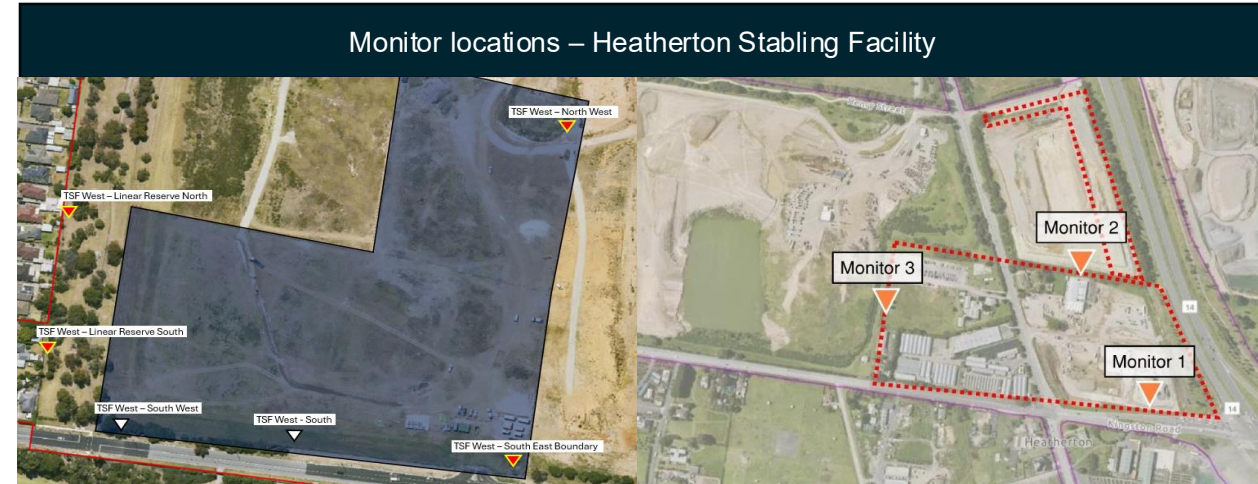 Monitor locations – Heatherton Stabling Facility
TSF West – North West
TSF West – Linear Reserve North
TSF West – Linear Reserve South
TSF West – South West
TSF West - South
TSF West – South East Boundary
Kemp Street
Monitor 2
Monitor 3
14
Monitor 1
14
Kingston Road
Heatherton